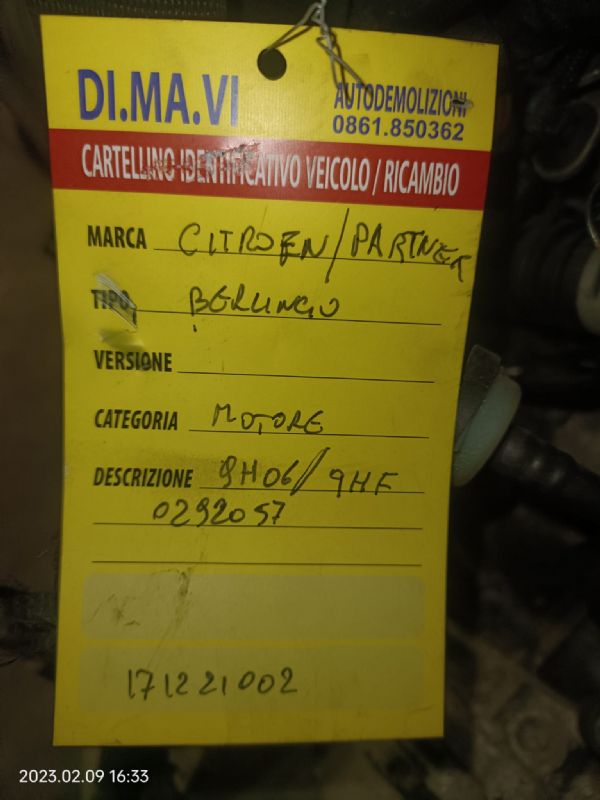 DI.MA.VI
AUTODEMOLIZIONI
0861.850362
CARTELLINO IDENTIFICATIVO VEICOLO / RICAMBIO
MARCA CITROEN/PARTNER
TIPO BERLINGO
VERSIONE
CATEGORIA MOTORE
DESCRIZIONE 9H06/9HF
0292057
171221002
2023.02.09 16:33